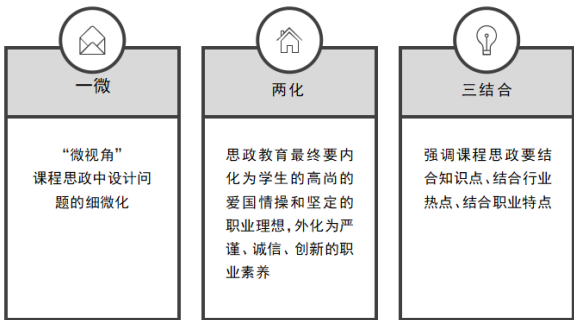 一微
“微视角”
课程思政中设计问
题的细微化
两化
思政教育最终要内
化为学生的高尚的
爱国情操和坚定的
职业理想，外化为严
谨、诚信、创新的职
业素养
三结合
强调课程思政要结
合知识点、结合行业
热点、结合职业特点